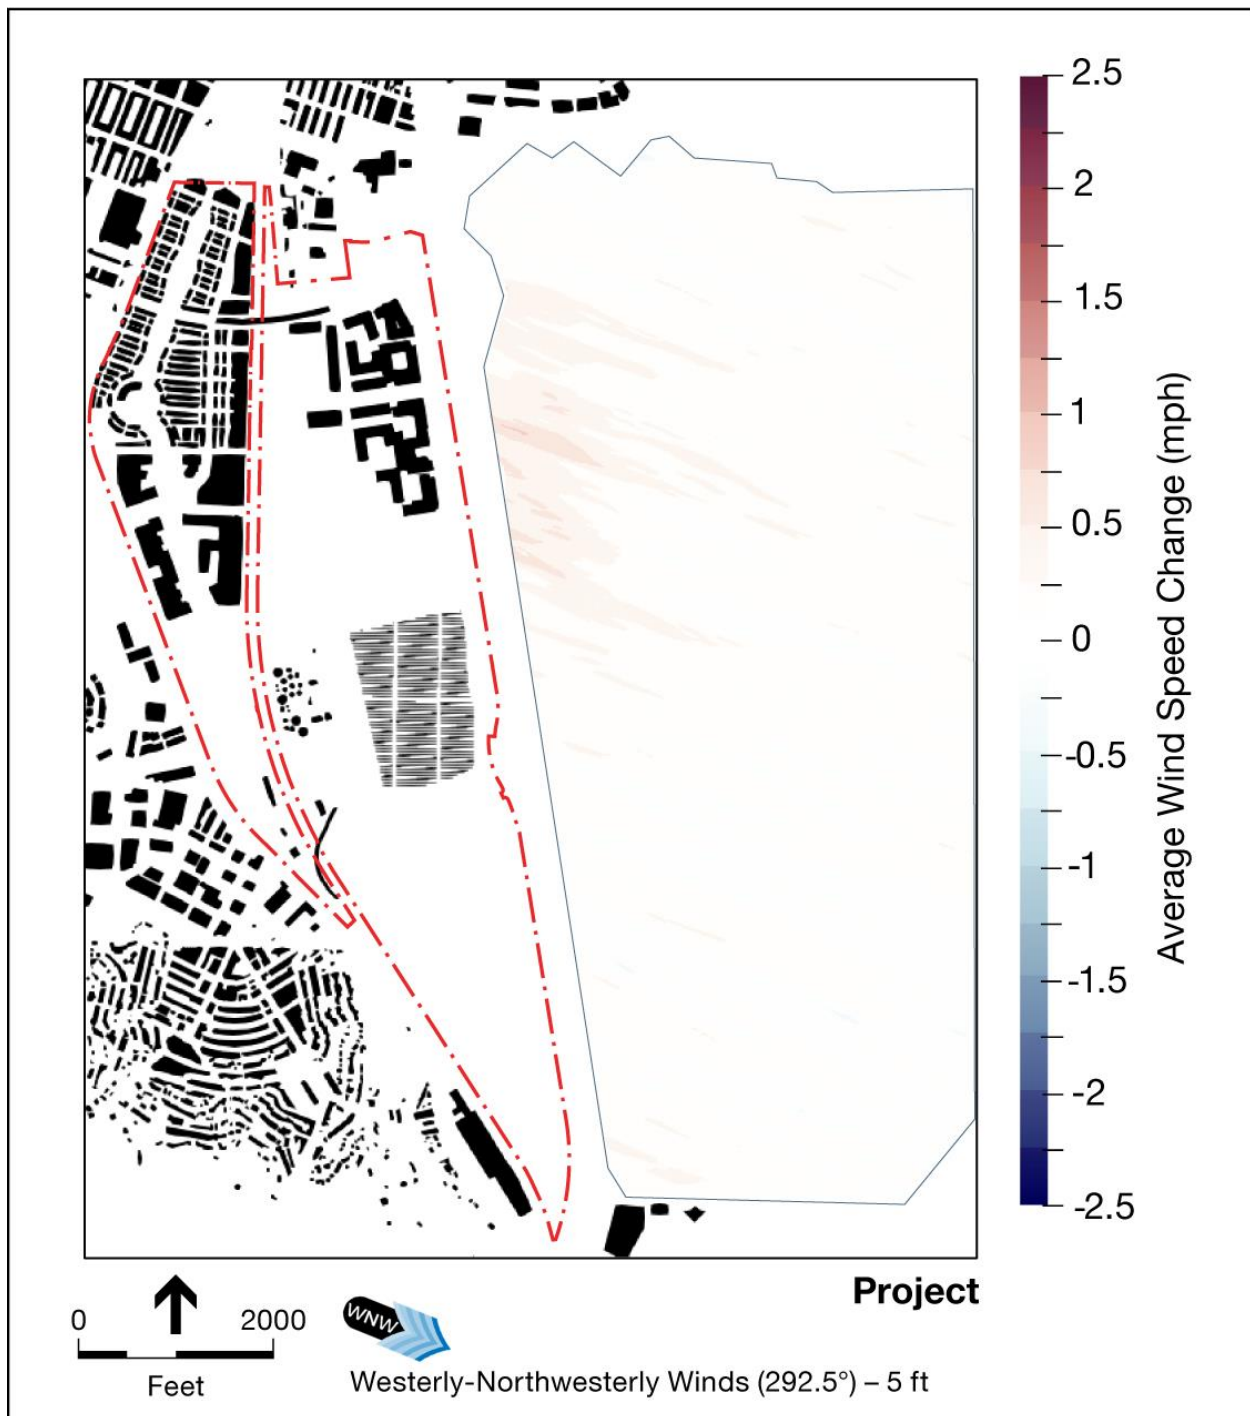 2.5
2
1.5
1
0.5
0
-0.5
-1
-1.5
-2
-2.5
Average Wind Speed Change (mph)
Project
0 2000
Feet
WNW
Westerly-Northwesterly Winds (292.5°) – 5 ft